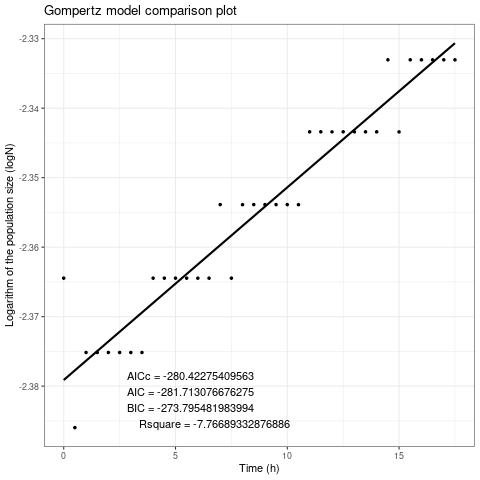 Gompertz model comparison plot
-2.33
-2.34
-2.35
-2.36
-2.37
-2.38
Logarithm of the population size (logN)
AICc = -280.42275409563
AIC = -281.713076676275
BIC = -273.795481983994
Rsquare = -7.76689332876886
0 5 10 15
Time (h)